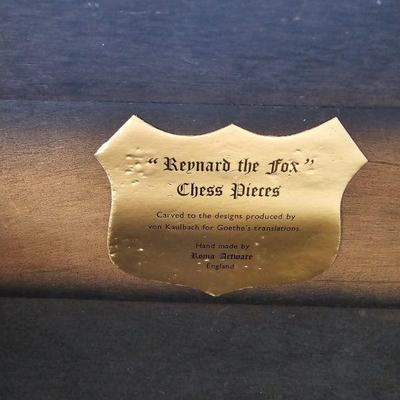 “Reynard the Fox”
Chess Pieces
Carved to the designs produced by
von Kaulbach for Goethe's translations.
Hand made by
Roma Artware
England